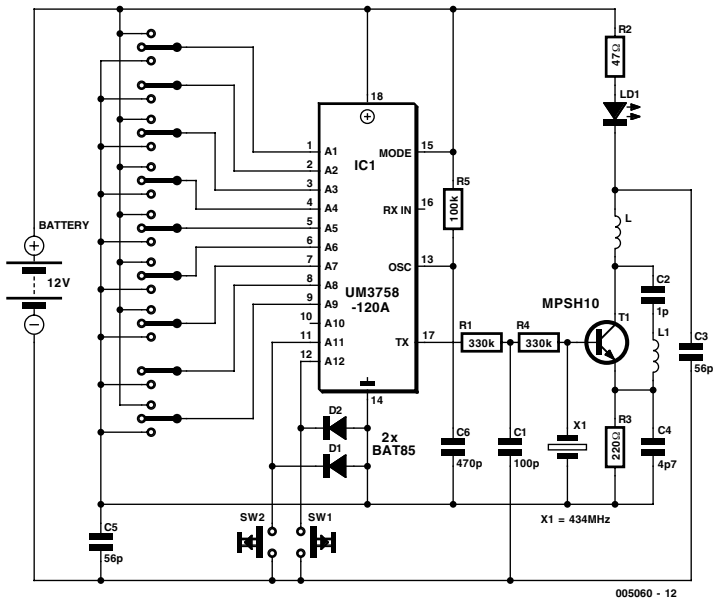 R2
47Ω
LD1
18
IC1
1
A1
MODE
15
2
A2
R5
100k
3
A3
4
A4
RX IN
16
5
A5
BATTERY
6
A6
12V
7
A7
OSC
13
8
A8
UM3758
-120A
9
A9
10
A10
11
A11
TX
17
12
A12
14
L
C2
1p
MPSH10
T1
L1
R1
330k
R4
330k
C3
56p
D2
D1
2x
BAT85
C6
470p
C1
100p
X1
R3
220Ω
C4
4p7
X1 = 434MHz
C5
56p
SW2
SW1
005060 - 12